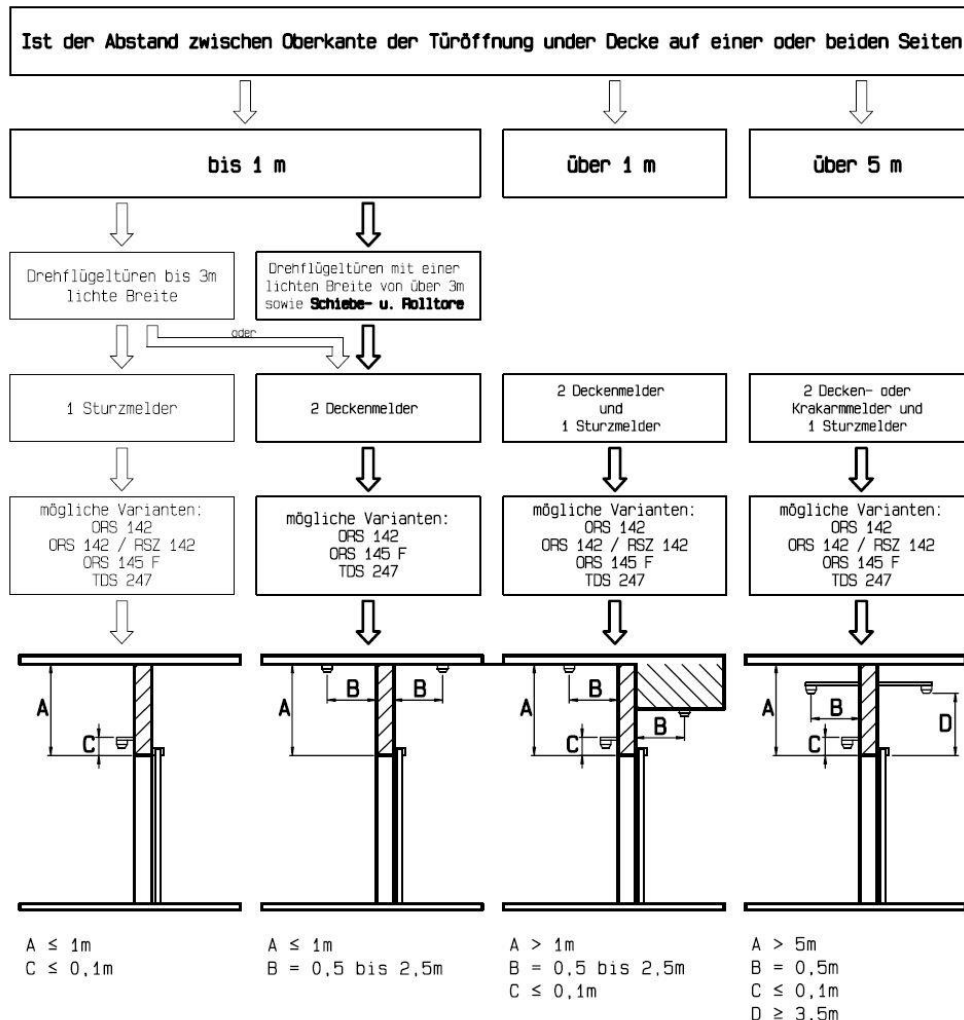 Ist der Abstand zwischen Oberkante der Türöffnung under Decke auf einer oder beiden Seiten
bis 1 m
über 1 m
über 5 m
Drehflügeltüren bis 3m
lichte Breite
Drehflügeltüren mit einer
lichten Breite von über 3m
sowie Schiebe- u. Rolltore
oder
1 Sturzmelder
2 Deckenmelder
2 Deckenmelder
und
1 Sturzmelder
2 Decken- oder
Krakarmmelder und
1 Sturzmelder
mögliche Varianten:
ORS 142
ORS 142 / RSZ 142
ORS 145 F
TDS 247
mögliche Varianten:
ORS 142
ORS 145 F
TDS 247
mögliche Varianten:
ORS 142
ORS 142 / RSZ 142
ORS 145 F
TDS 247
mögliche Varianten:
ORS 142
ORS 142 / RSZ 142
ORS 145 F
TDS 247
A
C
A
B
B
A
B
C
B
A
B
C
D
A ≤ 1m
C ≤ 0,1m
A ≤ 1m
B = 0,5 bis 2,5m
A > 1m
B = 0,5 bis 2,5m
C ≤ 0,1m
A > 5m
B = 0,5m
C ≤ 0,1m
D ≥ 3,5m